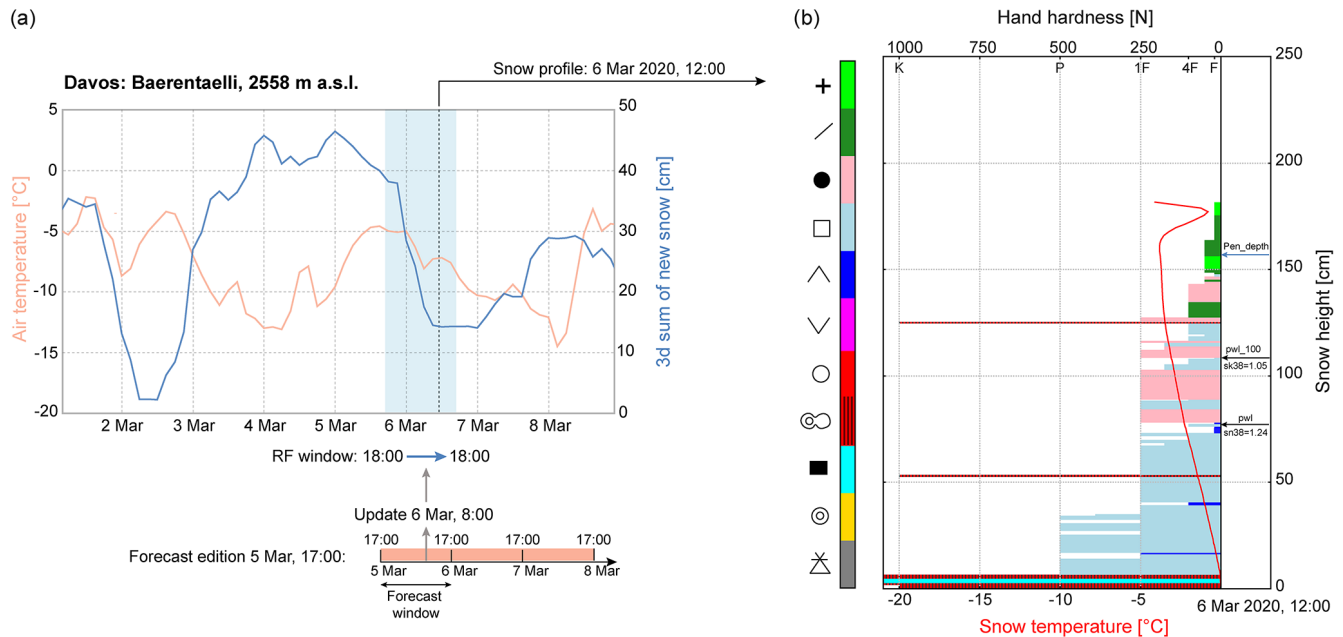 (a)
Davos: Baerentaelli, 2558 m a.s.l.
Snow profile: 6 Mar 2020, 12:00
5
0
-5
-10
-15
-20
Air temperature [°C]
50
40
30
20
10
0
3d sum of new snow [cm]
2 Mar 3 Mar 4 Mar 5 Mar 6 Mar 7 Mar 8 Mar
RF window: 18:00 18:00
Update 6 Mar, 8:00
17:00 17:00 17:00 17:00
Forecast edition 5 Mar, 17:00:
5 Mar 6 Mar 7 Mar 8 Mar
Forecast
window
(b)
Hand hardness [N]
1000 750 500 250 100 0
K P 1F 4F F
250
200
150
100
50
0
Snow height [cm]
Pen_depth
pwl_100
sk38=1.05
pwl
sn38=1.24
-20 -15 -10 -5
6 Mar 2020, 12:00
Snow temperature [°C]